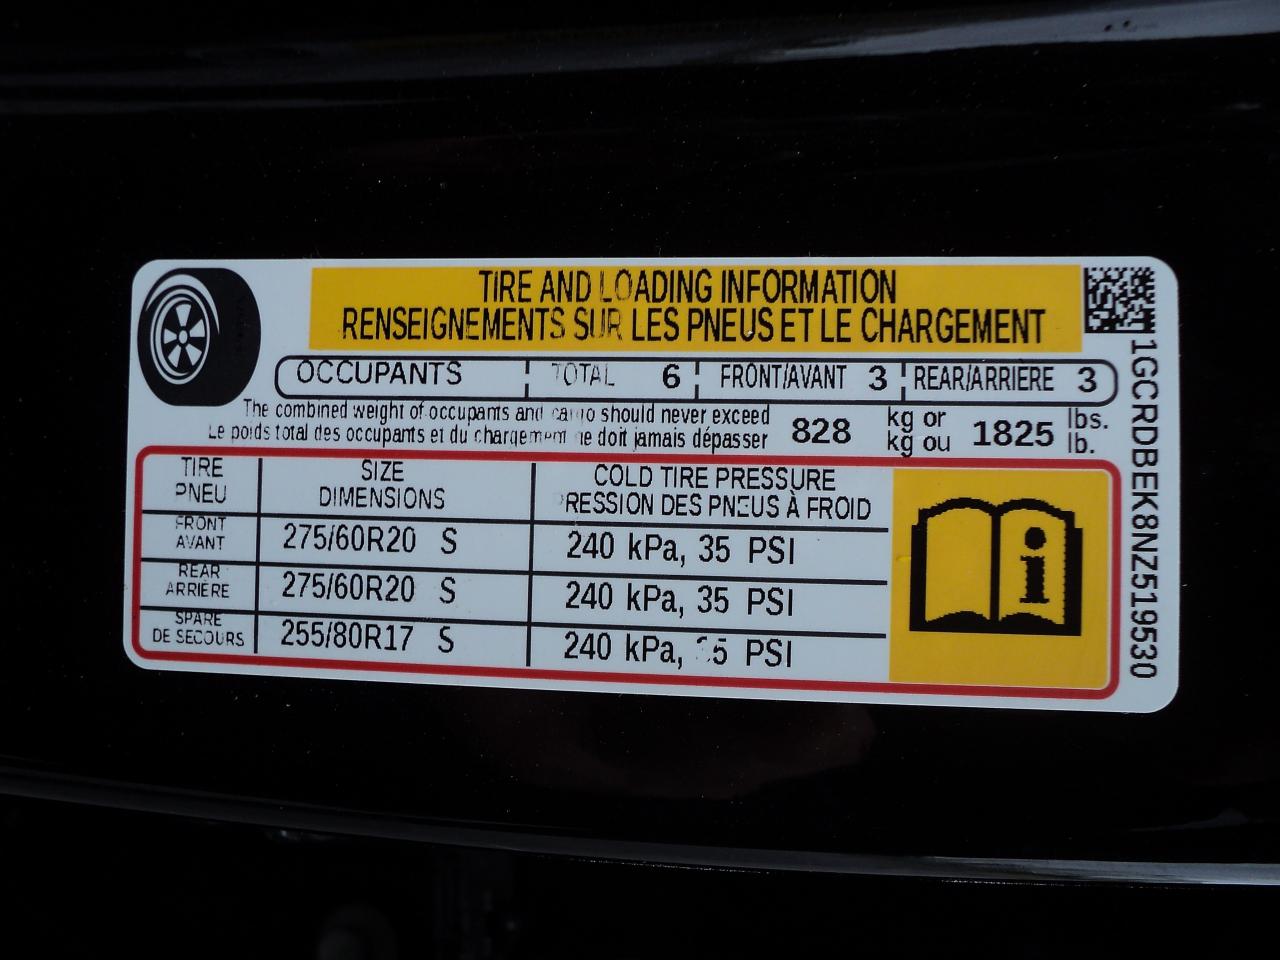 TIRE AND LOADING INFORMATION
RENSEIGNEMENTS SUR LES PNEUS ET LE CHARGEMENT
OCCUPANTS TOTAL 6 FRONT/AVANT 3 REAR/ARRIÈRE 3
The combined weight of occupants and cargo should never exceed 828 kg or 1825 lbs.
Le poids total des occupants et du chargement ne doit jamais dépasser kg ou lb.
TIRE SIZE COLD TIRE PRESSURE
PNEU DIMENSIONS PRESSION DES PNEUS À FROID
FRONT
AVANT 275/60R20 S 240 kPa, 35 PSI
REAR
ARRIÈRE 275/60R20 S 240 kPa, 35 PSI
SPARE
DE SECOURS 255/80R17 S 240 kPa, 35 PSI
i
1GCRDBEK8NZ519530